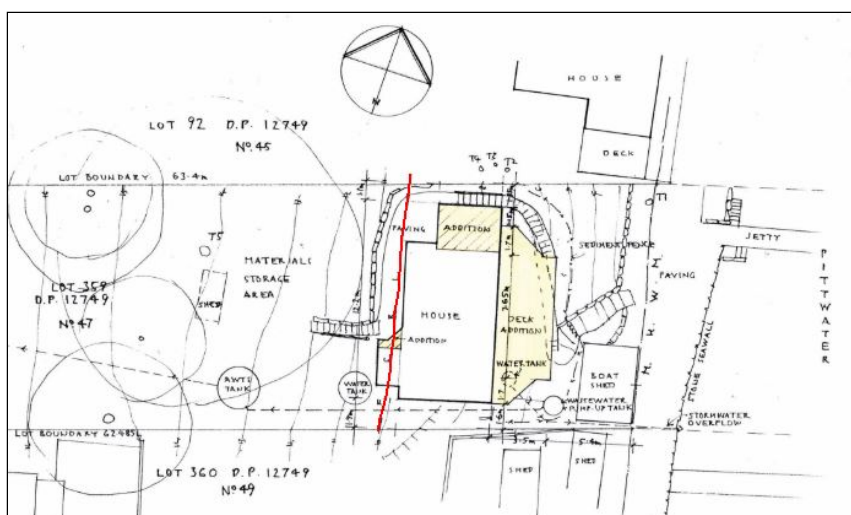 HOUSE
LOT 92 D.P. 12749
Nº 45
DECK
LOT BOUNDARY 63.4m
T4
T3
T2
T1
T5
PAVING
ADDITION
SEDIMENT FENCE
JETTY
MATERIALS
STORAGE
AREA
PAVING
LOT 359
D.P. 12749
Nº 47
SHED
HOUSE
DECK
ADDITION
M.H.W.M.
PITTWATER
ADDITION
WATER TANK
STONE SEAWALL
AWTS
TANK
WATER
TANK
BOAT
SHED
WASTEWATER
PUMP-UP TANK
STORMWATER
OVERFLOW
LOT BOUNDARY
LOT 360 D.P. 12749
Nº 49
SHED
SHED